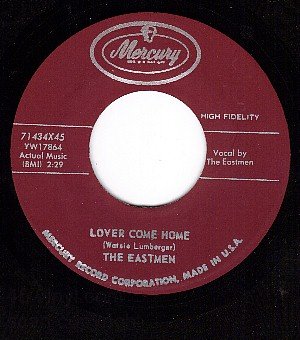 Mercury
HIGH FIDELITY
71434X45
YW17864
Actual Music
(BMI) 2:29
Vocal by
The Eastmen
LOVER COME HOME
(Watsie Lumberger)
THE EASTMEN
MERCURY RECORD CORPORATION, MADE IN U.S.A.